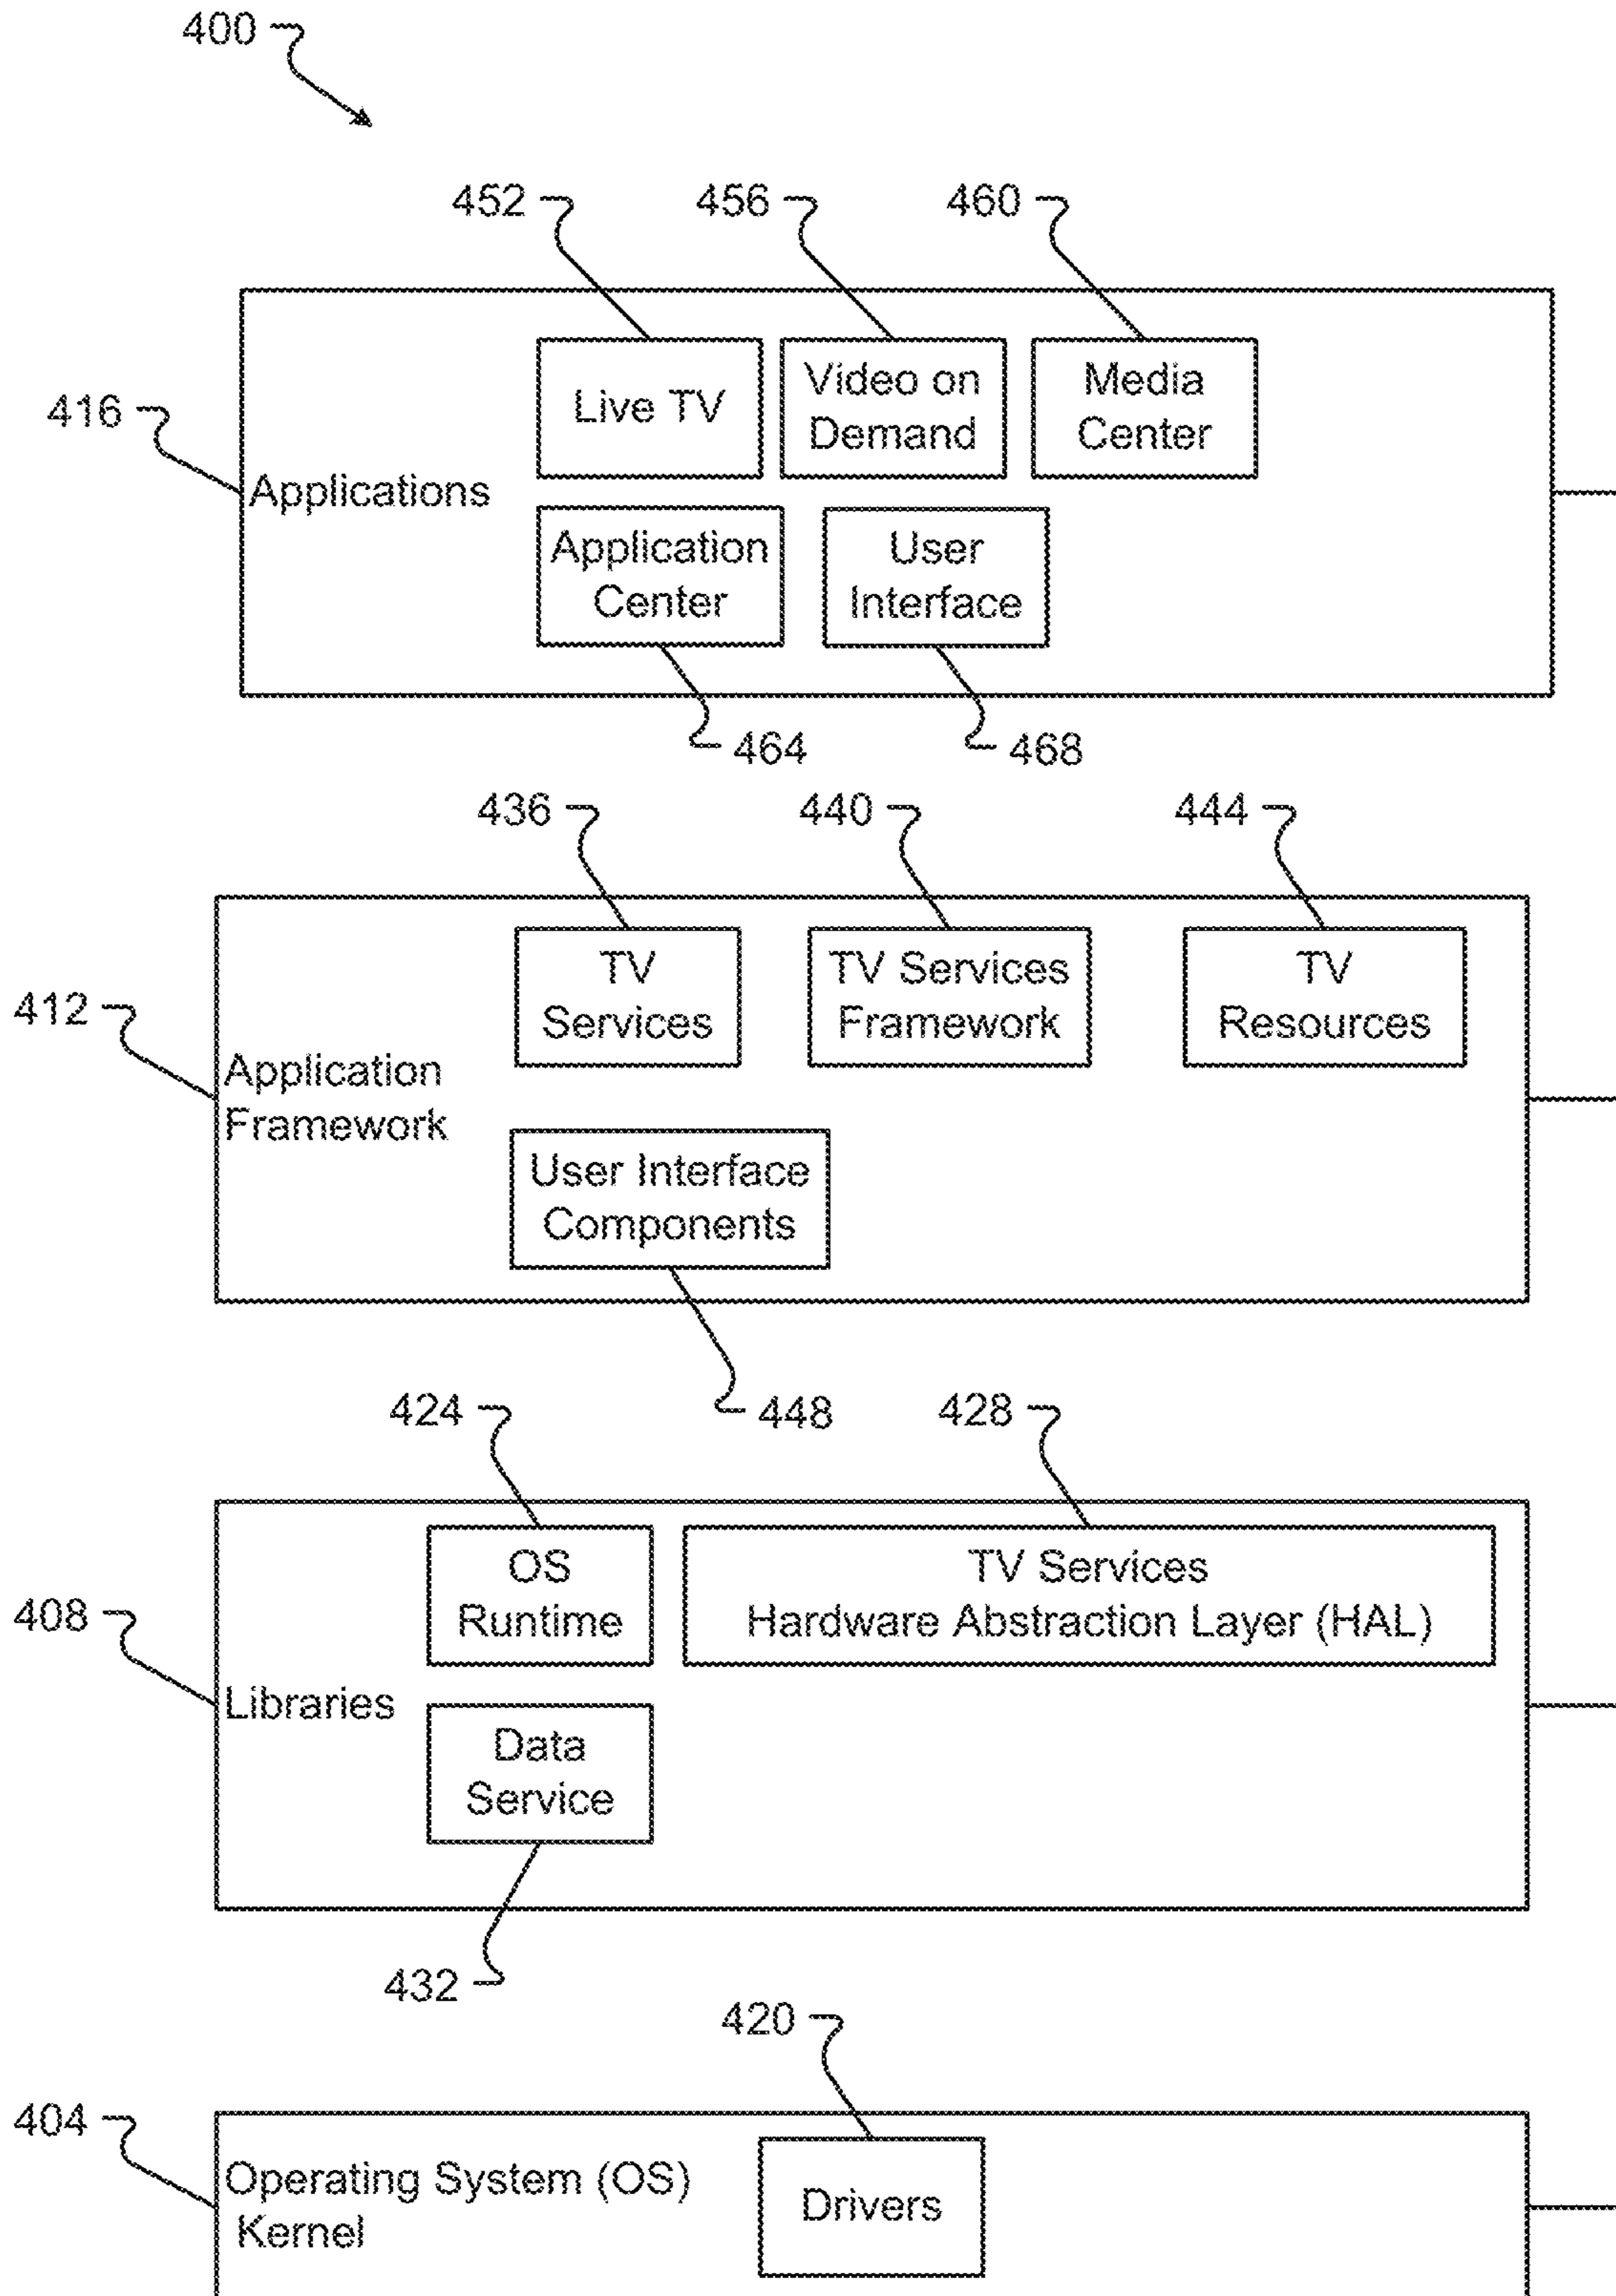 400
452
456
460
416
Live TV
Video on
Demand
Media
Center
Applications
Application
Center
User
Interface
464
468
436
440
444
412
TV
Services
TV Services
Framework
TV
Resources
Application
Framework
User Interface
Components
448
424
428
408
OS
Runtime
TV Services
Hardware Abstraction Layer (HAL)
Libraries
Data
Service
432
420
404
Operating System (OS)
Kernel
Drivers